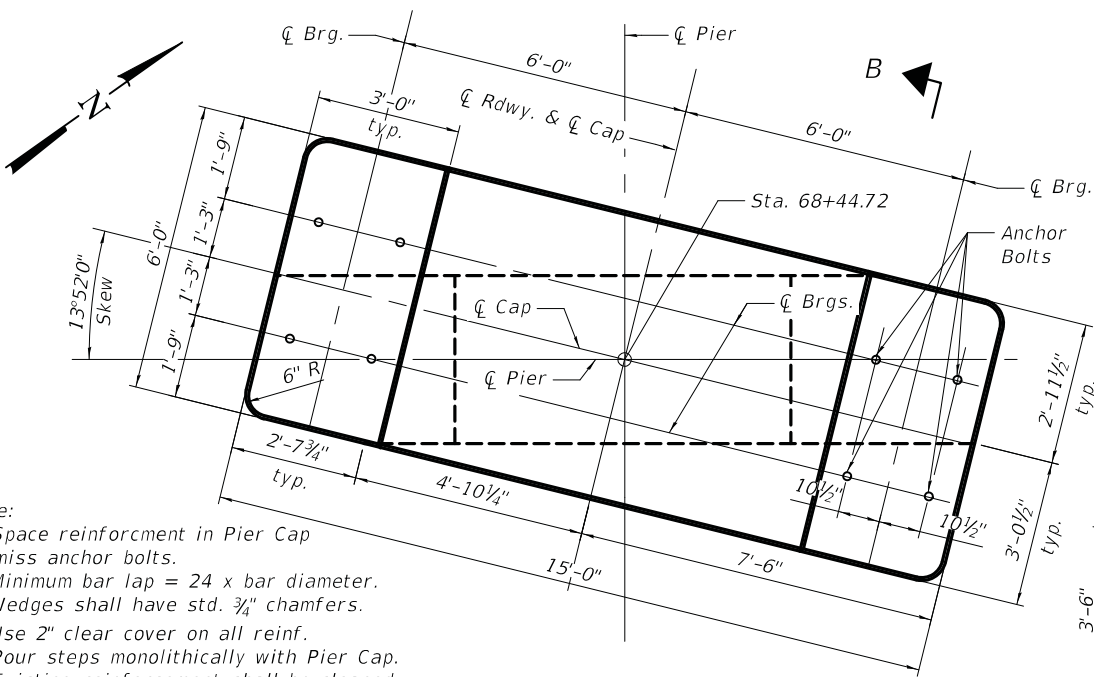 ℄ Brg.
℄ Pier
6'-0"
B
N
3'-0"
typ.
℄ Rdwy. & ℄ Cap
6'-0"
1'-9"
℄ Brg.
Sta. 68+44.72
Anchor
Bolts
1'-3"
6'-0"
1'-3"
13°52'0"
Skew
1'-9"
℄ Cap
℄ Brgs.
℄ Pier
6" R
2'-11½"
typ.
2'-7¾"
typ.
4'-10¼"
10½"
10½"
3'-0½"
typ.
7'-6"
15'-0"
3'-6"
e:
Space reinforcment in Pier Cap
miss anchor bolts.
Minimum bar lap = 24 x bar diameter.
edges shall have std. ¾" chamfers.
Use 2" clear cover on all reinf.
Pour steps monolithically with Pier Cap.